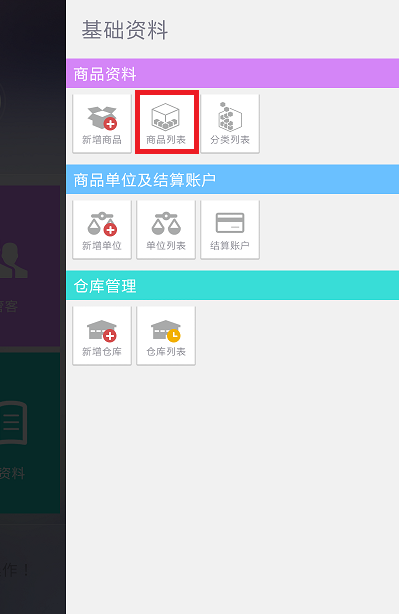 基础资料
商品资料
新增商品 商品列表 分类列表
商品单位及结算账户
新增单位 单位列表 结算账户
仓库管理
新增仓库 仓库列表
客
资料
作！